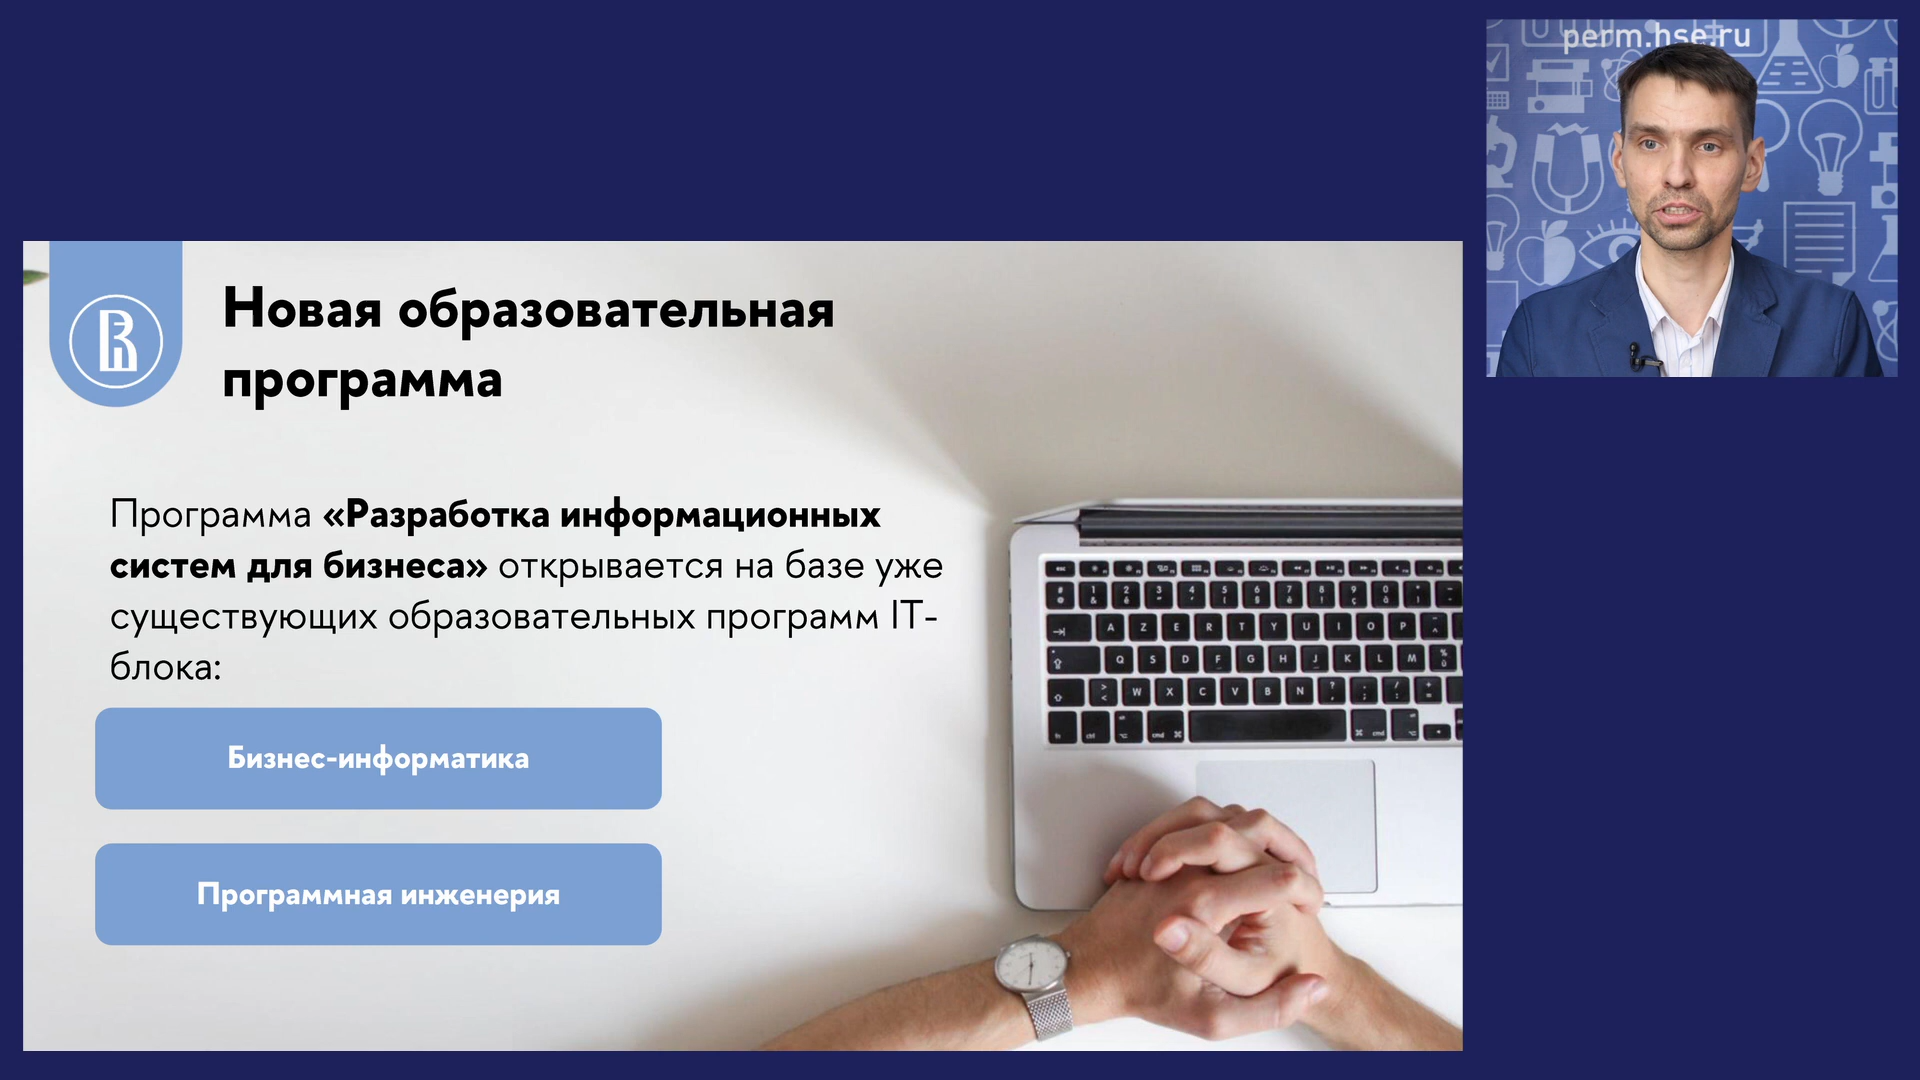 perm.hse.ru
Новая образовательная
программа
Программа «Разработка информационных
систем для бизнеса» открывается на базе уже
существующих образовательных программ IT-
блока:
Бизнес-информатика
Программная инженерия